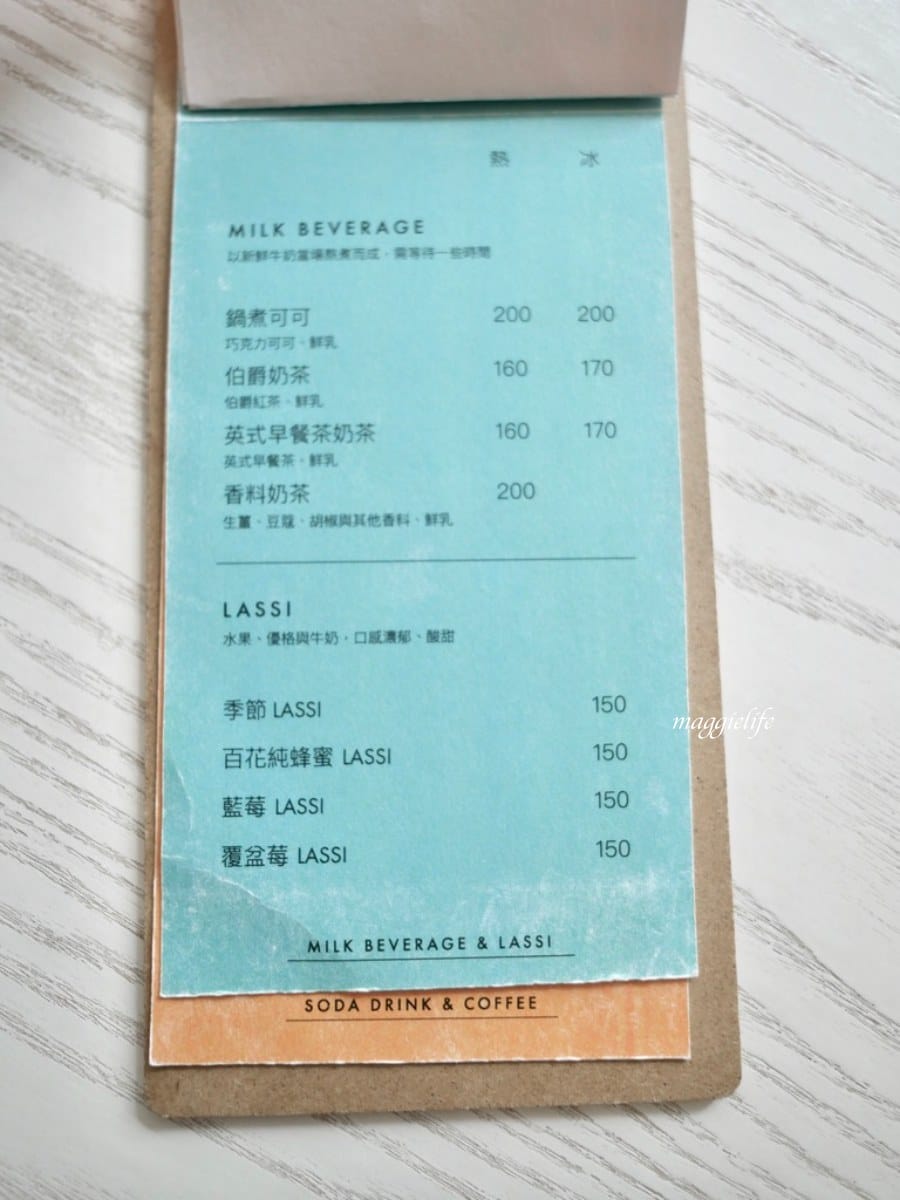 熱 冰
MILK BEVERAGE
以新鮮牛奶當場熬煮而成，需等待一些時間
鍋煮可可 200 200
巧克力可可、鮮乳
伯爵奶茶 160 170
伯爵紅茶、鮮乳
英式早餐茶奶茶 160 170
英式早餐茶、鮮乳
香料奶茶 200
生薑、豆蔻、胡椒與其他香料、鮮乳
LASSI
水果、優格與牛奶，口感濃郁、酸甜
季節 LASSI 150
百花純蜂蜜 LASSI 150
藍莓 LASSI 150
覆盆莓 LASSI 150
MILK BEVERAGE & LASSI
SODA DRINK & COFFEE
maggielife